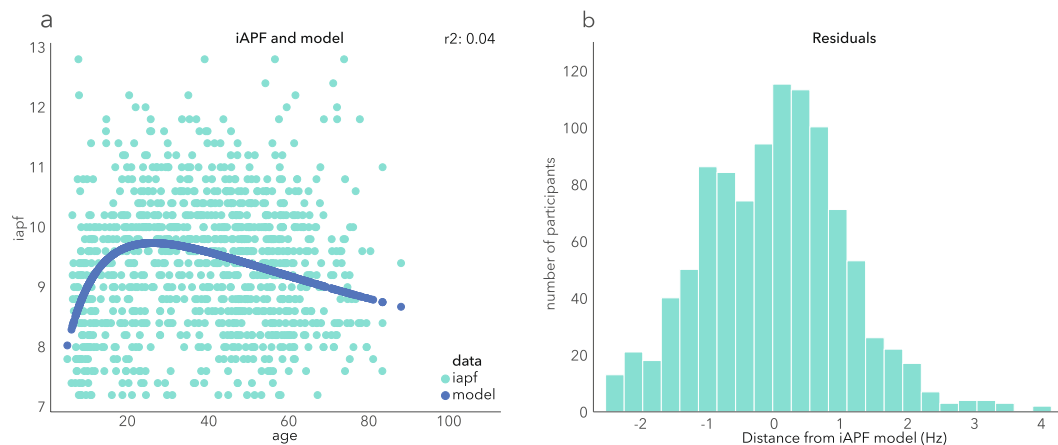 a
iAPF and model
r2: 0.04
13
12
11
10
9
8
7
iapf
20
40
60
80
100
age
data
iapf
model
b
Residuals
120
100
80
60
40
20
0
number of participants
-2
-1
0
1
2
3
4
Distance from iAPF model (Hz)